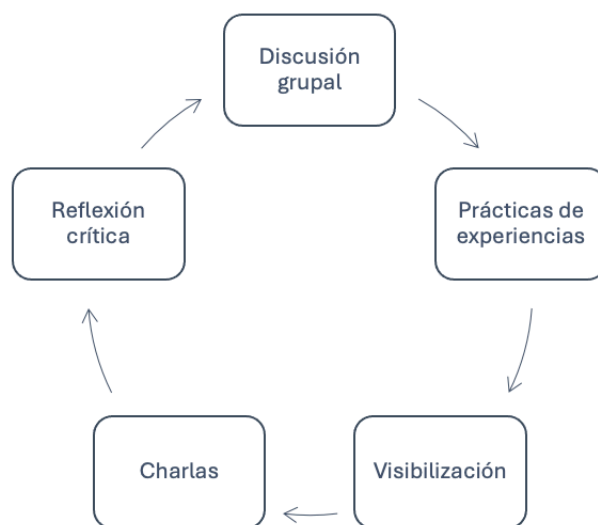 Discusión
grupal
Prácticas de
experiencias
Visibilización
Charlas
Reflexión
crítica